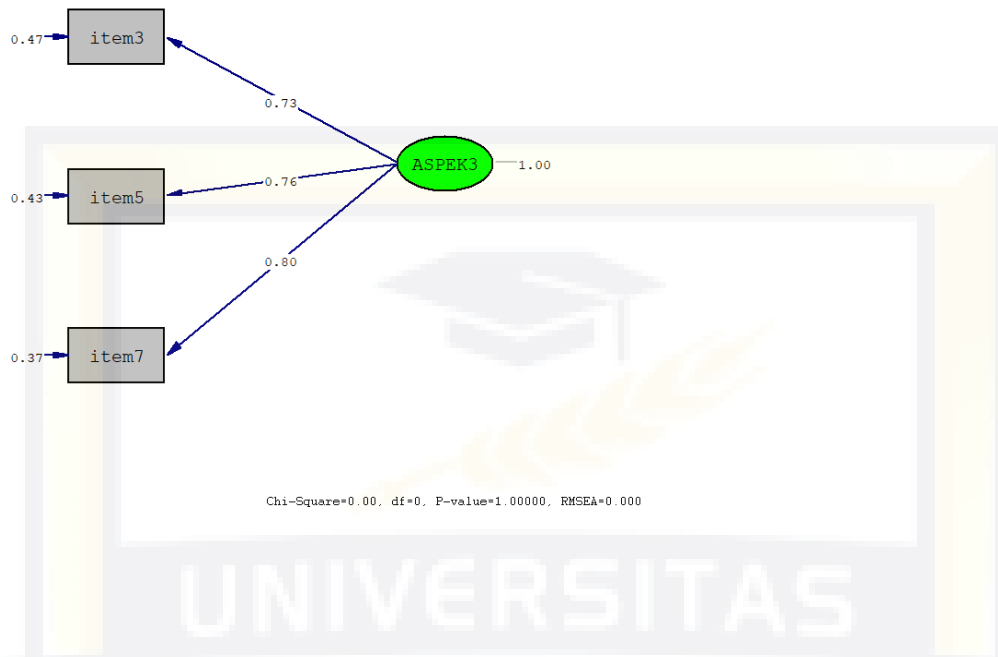 0.47 item3
0.73
ASPEK3 1.00
0.76
0.43 item5
0.80
0.37 item7
Chi-Square=0.00, df=0, P-value=1.00000, RMSEA=0.000
UNIVERSITAS